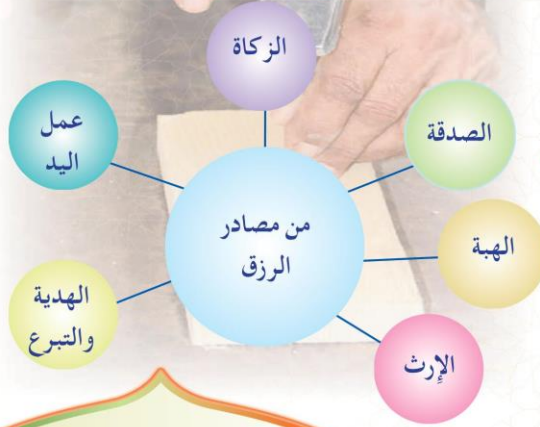 الزكاة
الصدقة
عمل
اليد
من مصادر
الرزق
الهبة
الهدية
والتبرع
الإرث